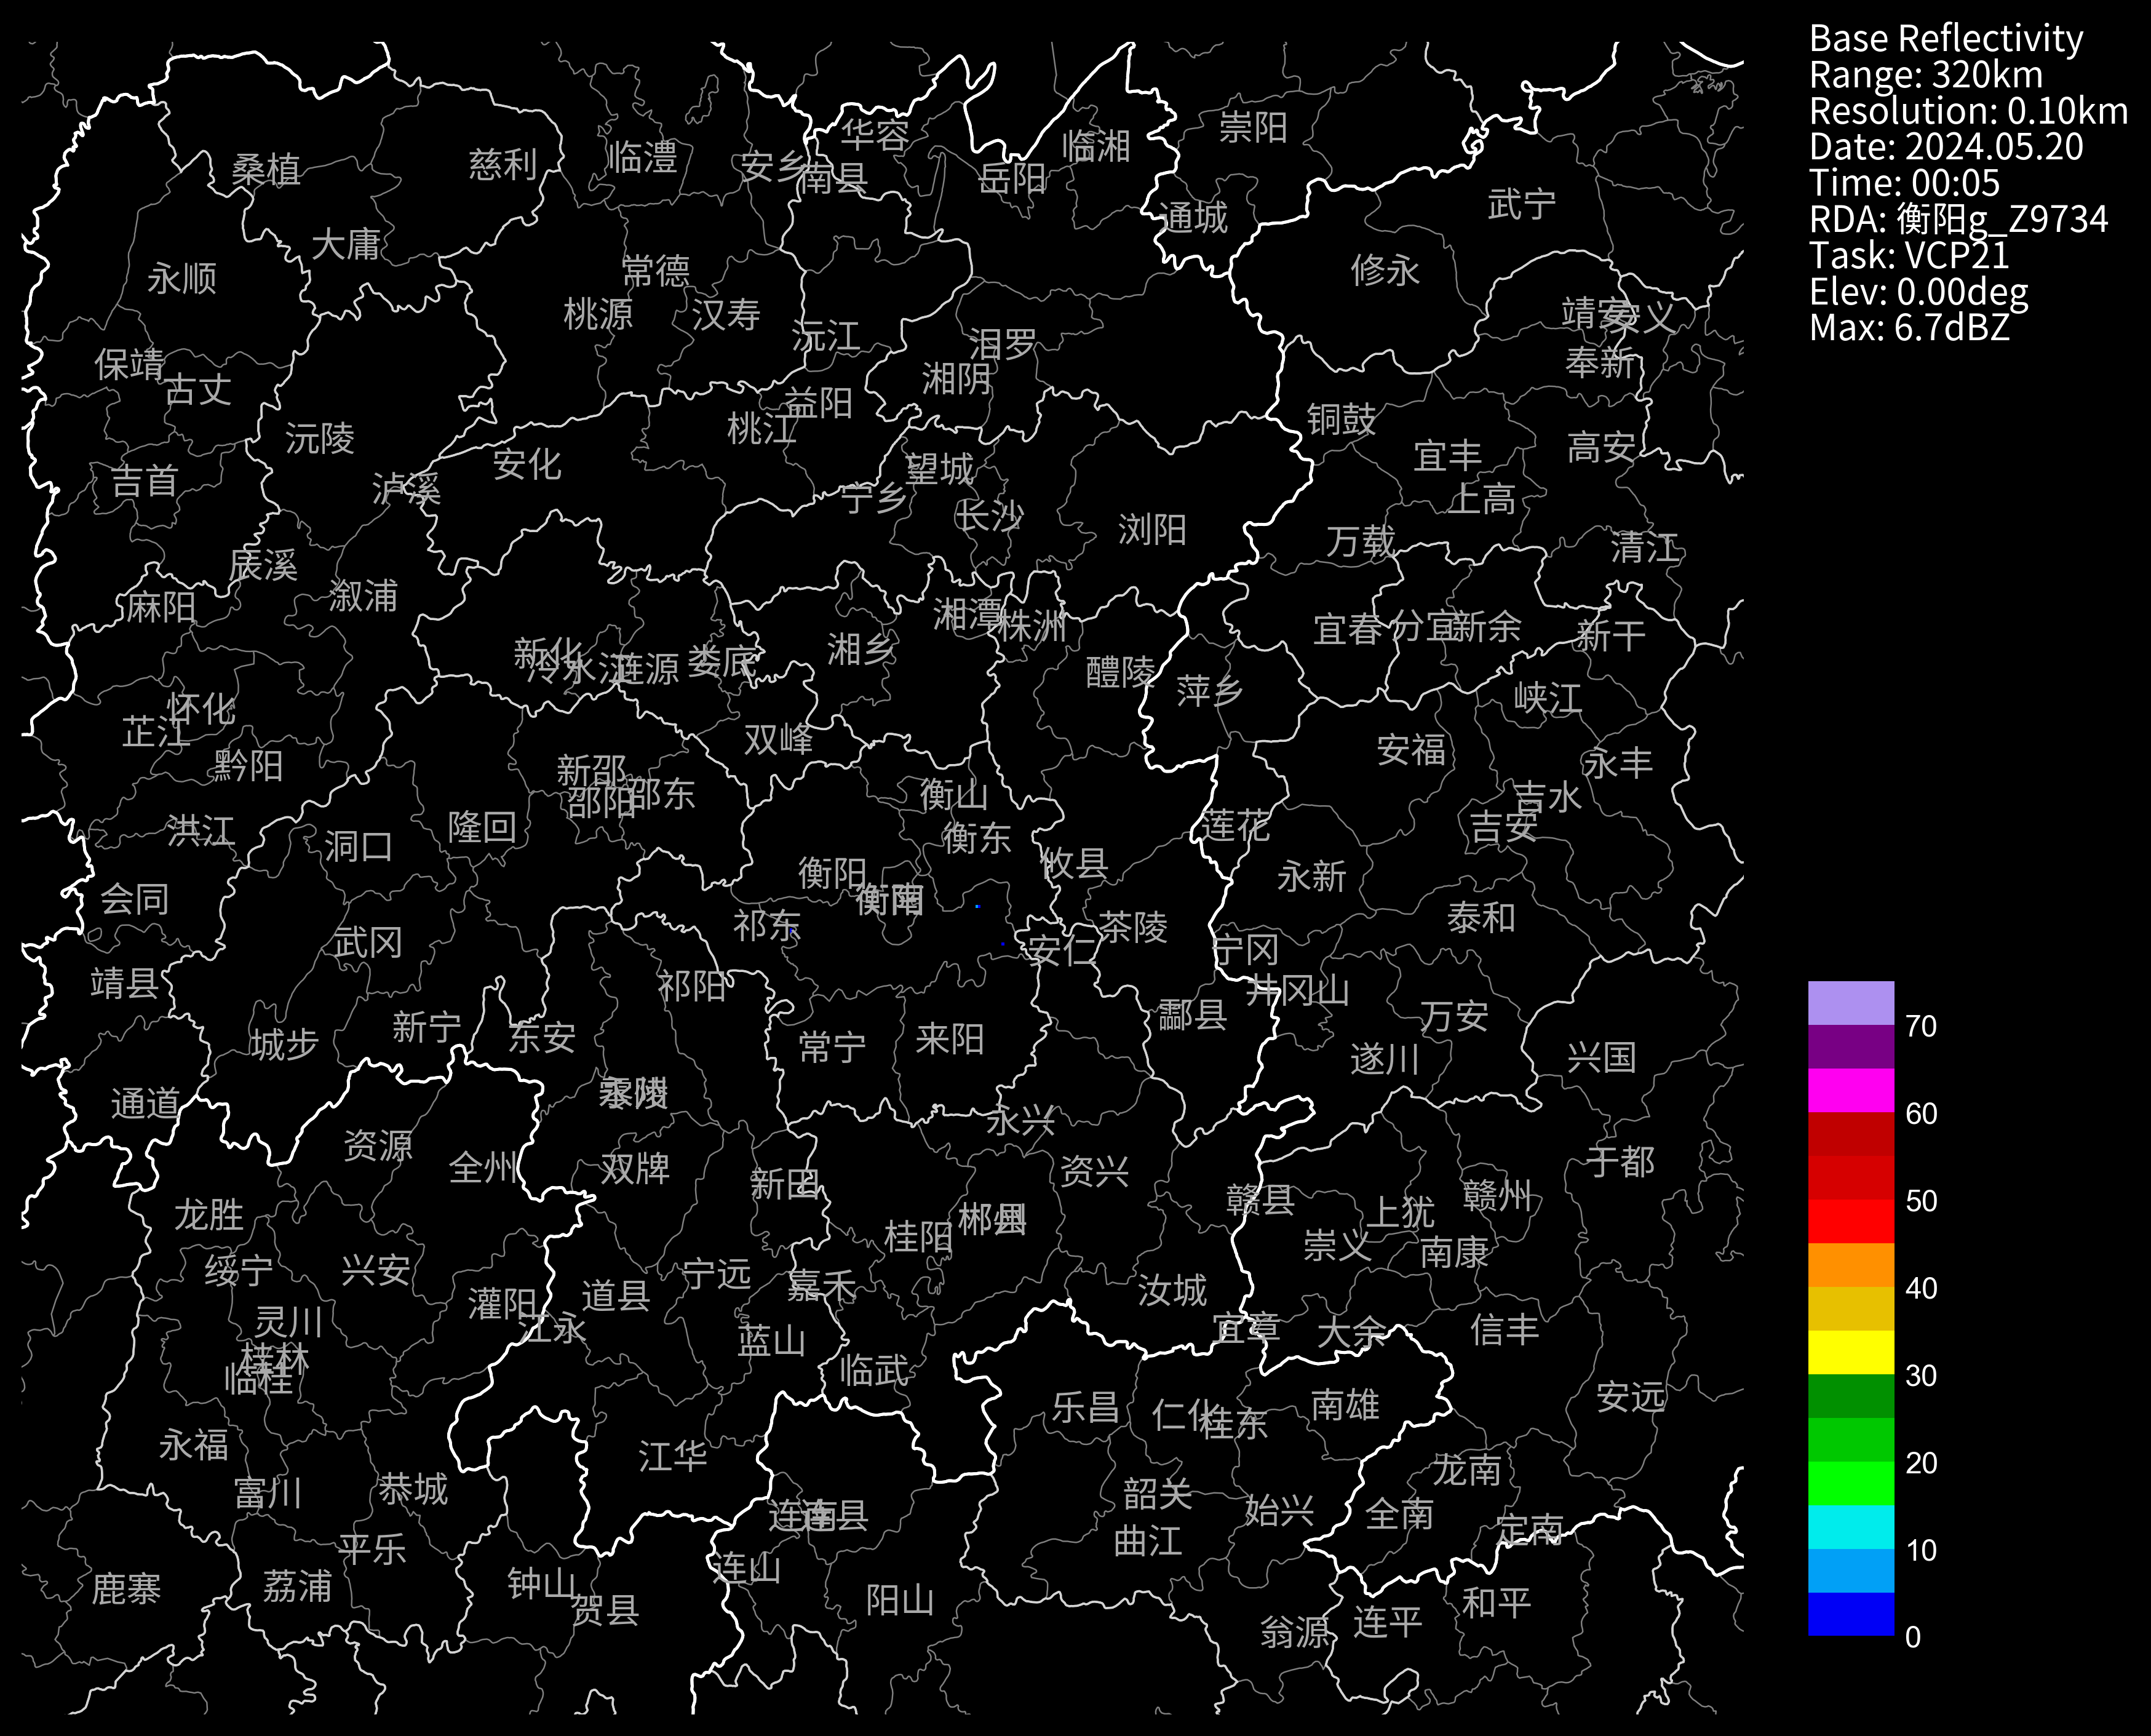 Base Reflectivity
Range: 320km
Resolution: 0.10km
Date: 2024.05.20
Time: 00:05
RDA: 衡阳g_Z9734
Task: VCP21
Elev: 0.00deg
Max: 6.7dBZ
70
60
50
40
30
20
10
0
崇阳
华容
临湘
临澧
慈利
安乡
桑植
南县
岳阳
武宁
通城
大庸
永顺
常德
修永
桃源
汉寿
靖安
安义
沅江
汨罗
奉新
保靖
湘阴
古丈
益阳
铜鼓
桃江
沅陵
高安
宜丰
安化
望城
吉首
泸溪
宁乡
上高
长沙
浏阳
万载
清江
辰溪
溆浦
麻阳
湘潭
株洲
宜春
分宜
新余
新干
湘乡
新化
冷水江
涟源
娄底
醴陵
萍乡
峡江
怀化
芷江
双峰
安福
黔阳
永丰
新邵
邵阳
邵东
衡山
吉水
隆回
莲花
吉安
洪江
洞口
衡东
攸县
衡阳
永新
会同
衡南
衡阳
泰和
祁东
茶陵
武冈
安仁
宁冈
靖县
祁阳
井冈山
酃县
万安
新宁
东安
城步
常宁
来阳
遂川
兴国
零陵
永州
通道
永兴
资源
全州
双牌
新田
资兴
于都
赣县
赣州
龙胜
上犹
桂阳
郴县
郴州
崇义
南康
绥宁
兴安
宁远
嘉禾
道县
汝城
灌阳
灵川
江永
宜章
大余
信丰
蓝山
桂林
临桂
临武
安远
乐昌
仁化
桂东
南雄
永福
江华
龙南
富川
恭城
韶关
始兴
全南
连南
连县
定南
曲江
平乐
连山
钟山
荔浦
鹿寨
阳山
和平
贺县
连平
翁源